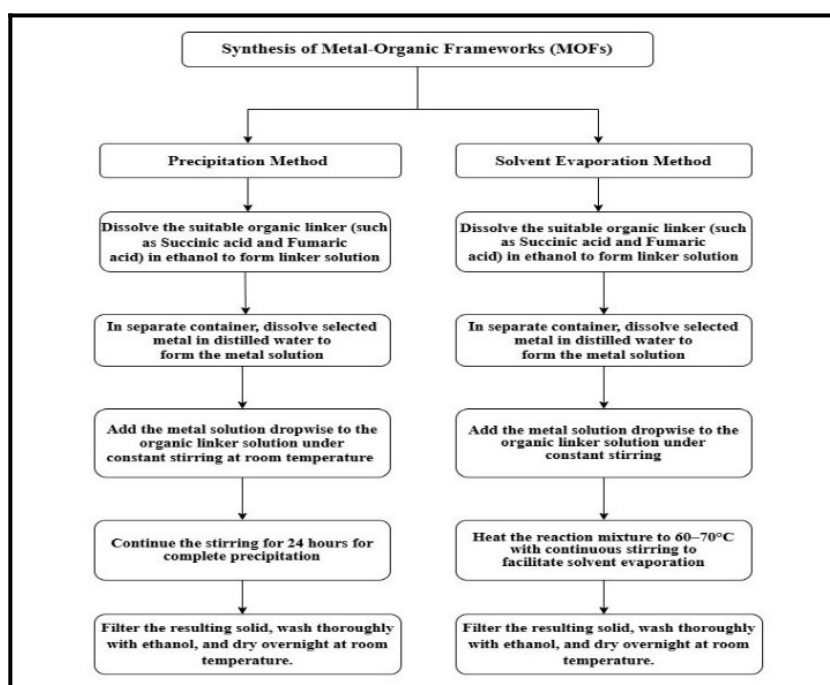 Synthesis of Metal-Organic Frameworks (MOFs)
Precipitation Method
Solvent Evaporation Method
Dissolve the suitable organic linker (such
as Succinic acid and Fumaric
acid) in ethanol to form linker solution
Dissolve the suitable organic linker (such
as Succinic acid and Fumaric
acid) in ethanol to form linker solution
In separate container, dissolve selected
metal in distilled water to
form the metal solution
In separate container, dissolve selected
metal in distilled water to
form the metal solution
Add the metal solution dropwise to the
organic linker solution under
constant stirring at room temperature
Add the metal solution dropwise to the
organic linker solution under
constant stirring
Continue the stirring for 24 hours for
complete precipitation
Heat the reaction mixture to 60–70°C
with continuous stirring to
facilitate solvent evaporation
Filter the resulting solid, wash thoroughly
with ethanol, and dry overnight at room
temperature.
Filter the resulting solid, wash thoroughly
with ethanol, and dry overnight at room
temperature.